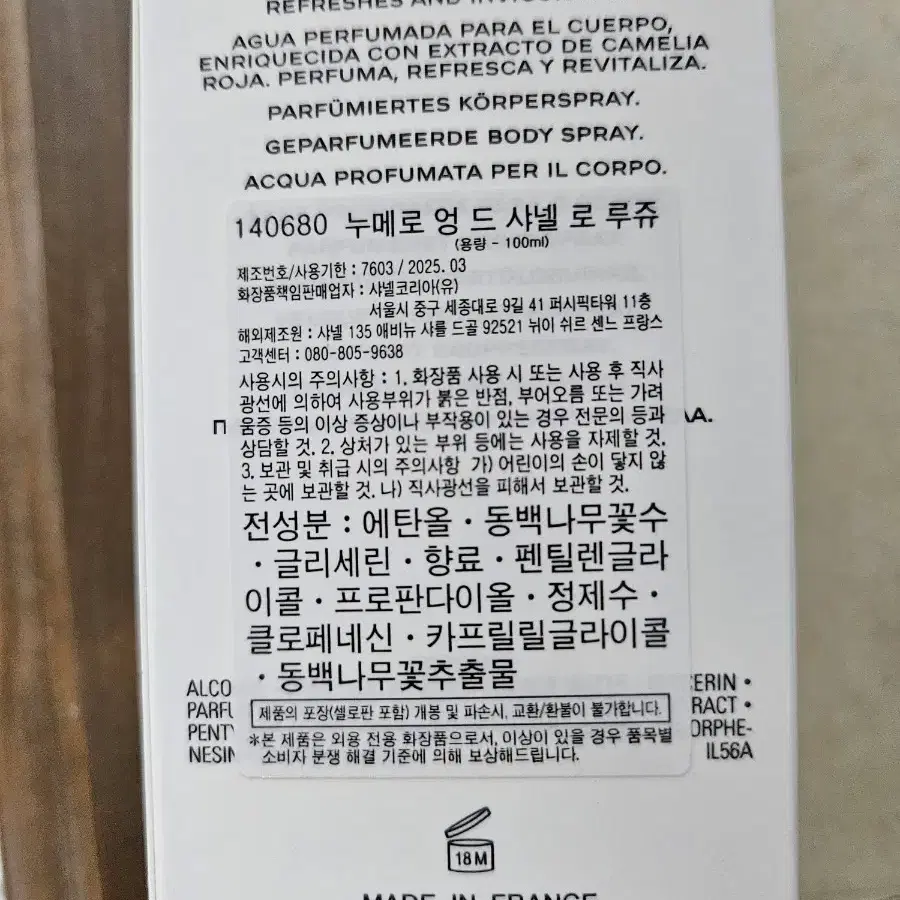 REFRESHES AND
AGUA PERFUMADA PARA EL CUERPO,
ENRIQUECIDA CON EXTRACTO DE CAMELIA
ROJA. PERFUMA, REFRESCA Y REVITALIZA.
PARFÜMIERTES KÖRPERSPRAY.
GEPARFUMEERDE BODY SPRAY.
ACQUA PROFUMATA PER IL CORPO.
140680 누메로 엉 드 샤넬 로 루쥬
(용량 - 100ml)
제조번호/사용기한 : 7603 / 2025. 03
화장품책임판매업자 : 샤넬코리아(유)
서울시 중구 세종대로 9길 41 퍼시픽타워 11층
해외제조원 : 샤넬 135 애비뉴 샤를 드골 92521 뉘이 쉬르 센느 프랑스
고객센터 : 080-805-9638
사용시의 주의사항 : 1. 화장품 사용 시 또는 사용 후 직사
광선에 의하여 사용부위가 붉은 반점, 부어오름 또는 가려
움증 등의 이상 증상이나 부작용이 있는 경우 전문의 등과
상담할 것. 2. 상처가 있는 부위 등에는 사용을 자제할 것.
3. 보관 및 취급 시의 주의사항 가) 어린이의 손이 닿지 않
는 곳에 보관할 것. 나) 직사광선을 피해서 보관할 것.
П AA.
전성분 : 에탄올 · 동백나무꽃수
· 글리세린 · 향료 · 펜틸렌글라
이콜 · 프로판다이올 · 정제수 ·
클로페네신 · 카프릴릴글라이콜
· 동백나무꽃추출물
ALCO ERIN •
PARFU RACT •
PENTY ORPHE-
NESIN IL56A
제품의 포장(셀로판 포함) 개봉 및 파손시, 교환/환불이 불가합니다.
*본 제품은 외용 전용 화장품으로서, 이상이 있을 경우 품목별
소비자 분쟁 해결 기준에 의해 보상해드립니다.
18 M
MADE IN FRANCE